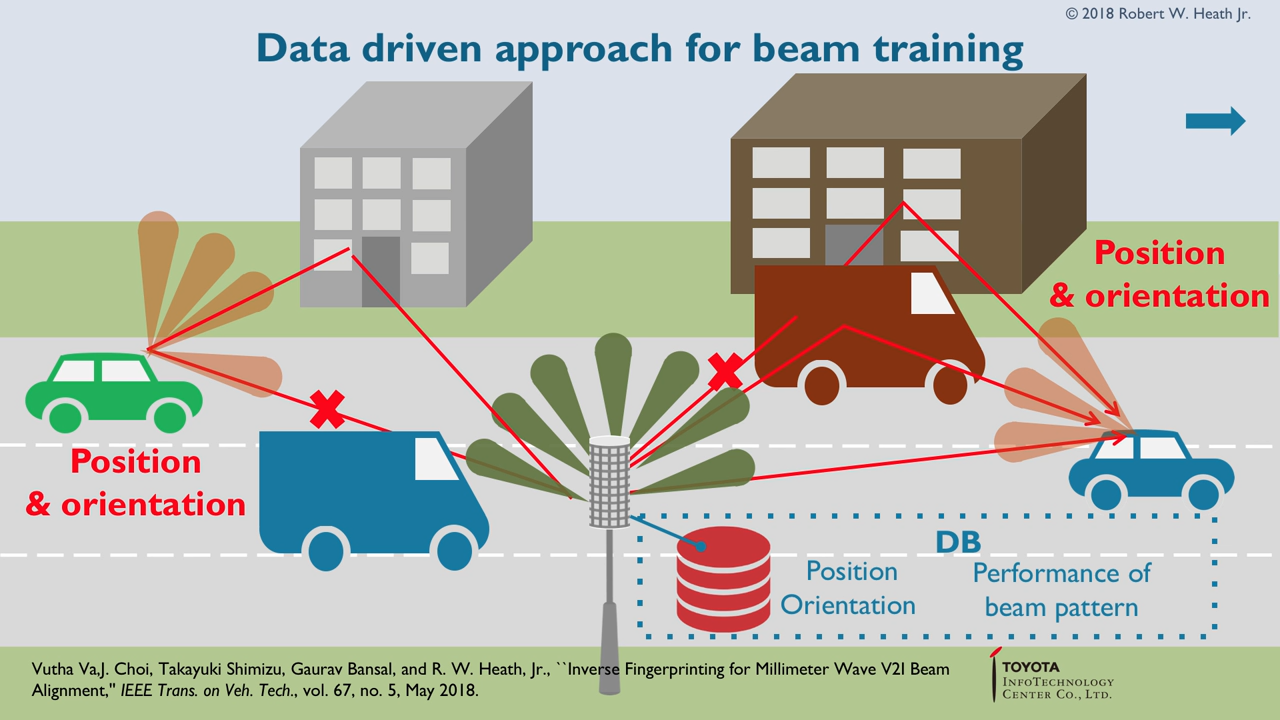 © 2018 Robert W. Heath Jr.
Data driven approach for beam training
Position
& orientation
Position
& orientation
DB
Position
Orientation
Performance of
beam pattern
Vutha Va,J. Choi, Takayuki Shimizu, Gaurav Bansal, and R. W. Heath, Jr., ``Inverse Fingerprinting for Millimeter Wave V2I Beam
Alignment,'' IEEE Trans. on Veh. Tech., vol. 67, no. 5, May 2018.
TOYOTA
INFOTECHNOLOGY
CENTER CO., LTD.